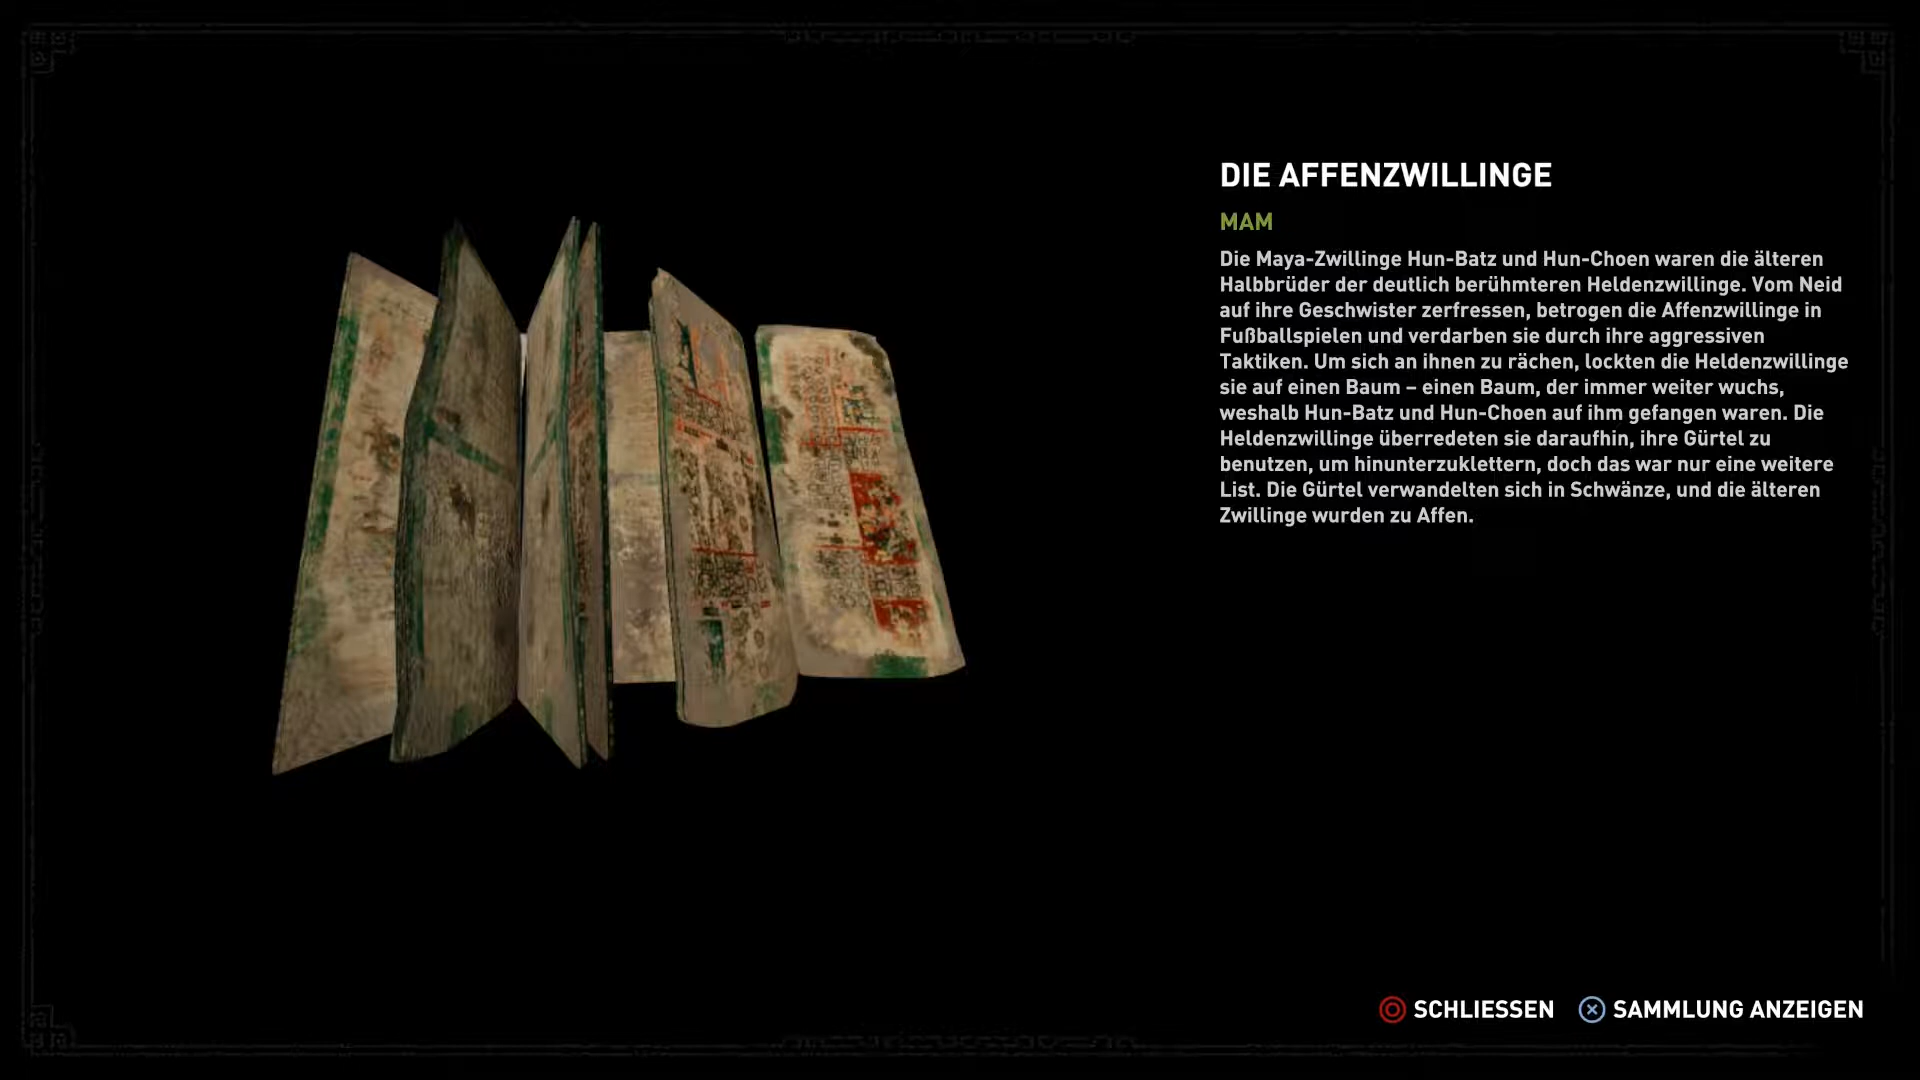 DIE AFFENZWILLINGE
MAM
Die Maya-Zwillinge Hun-Batz und Hun-Choen waren die älteren
Halbbrüder der deutlich berühmteren Heldenzwillinge. Vom Neid
auf ihre Geschwister zerfressen, betrogen die Affenzwillinge in
Fußballspielen und verdarben sie durch ihre aggressiven
Taktiken. Um sich an ihnen zu rächen, lockten die Heldenzwillinge
sie auf einen Baum – einen Baum, der immer weiter wuchs,
weshalb Hun-Batz und Hun-Choen auf ihm gefangen waren. Die
Heldenzwillinge überredeten sie daraufhin, ihre Gürtel zu
benutzen, um hinunterzuklettern, doch das war nur eine weitere
List. Die Gürtel verwandelten sich in Schwänze, und die älteren
Zwillinge wurden zu Affen.
SCHLIESSEN SAMMLUNG ANZEIGEN